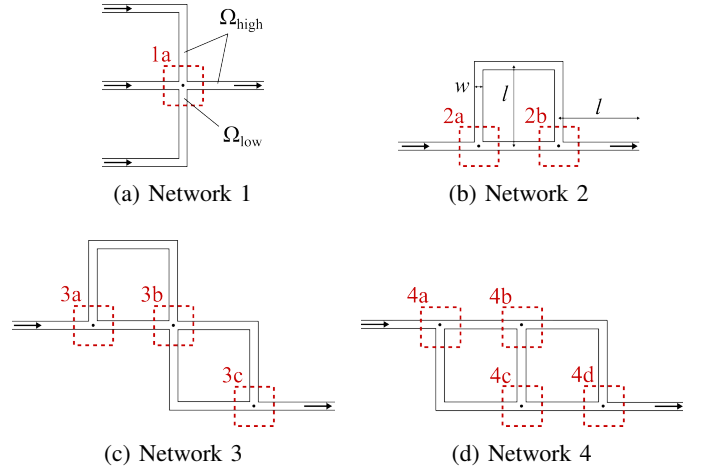 Ω_high
1a
Ω_low
(a) Network 1
w
l
l
2a
2b
(b) Network 2
3a
3b
3c
(c) Network 3
4a
4b
4c
4d
(d) Network 4